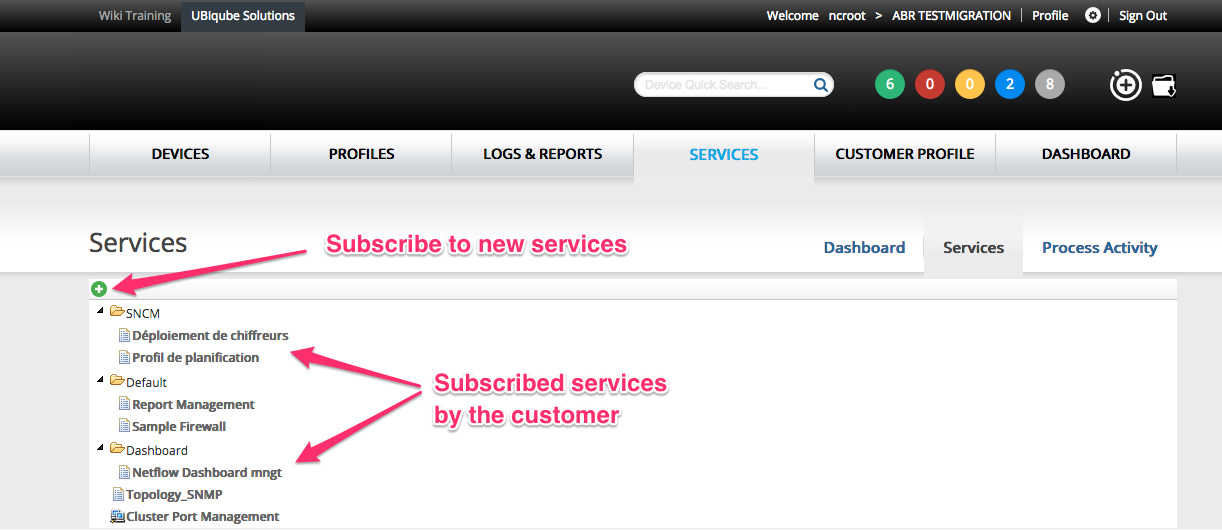 Wiki Training UBIqube Solutions Welcome ncroot > ABR TESTMIGRATION Profile Sign Out
Device Quick Search... 6 0 0 2 8
DEVICES PROFILES LOGS & REPORTS SERVICES CUSTOMER PROFILE DASHBOARD
Services Subscribe to new services Dashboard Services Process Activity
SNCM
Déploiement de chiffreurs
Profil de planification
Default
Report Management
Sample Firewall
Dashboard
Netflow Dashboard mngt
Topology_SNMP
Cluster Port Management
Subscribed services
by the customer